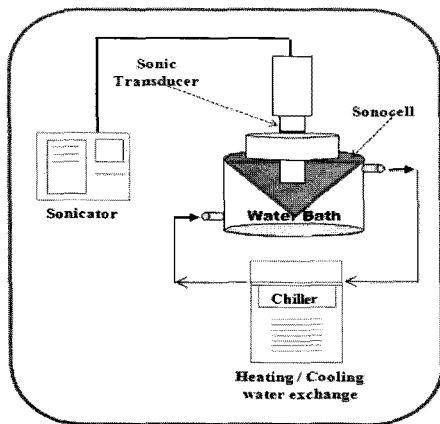 Sonic
Transducer
Sonocell
Sonicator
Water Bath
Chiller
Heating / Cooling
water exchange